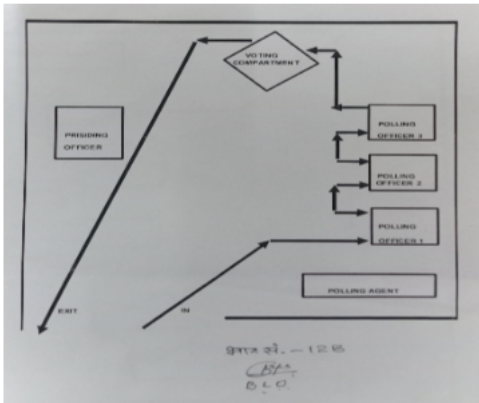 VOTING
COMPARTMENT
PRISIDING
OFFICER
POLLING
OFFICER 3
POLLING
OFFICER 2
POLLING
OFFICER 1
POLLING AGENT
EXIT
IN
सं. - 128
BLO